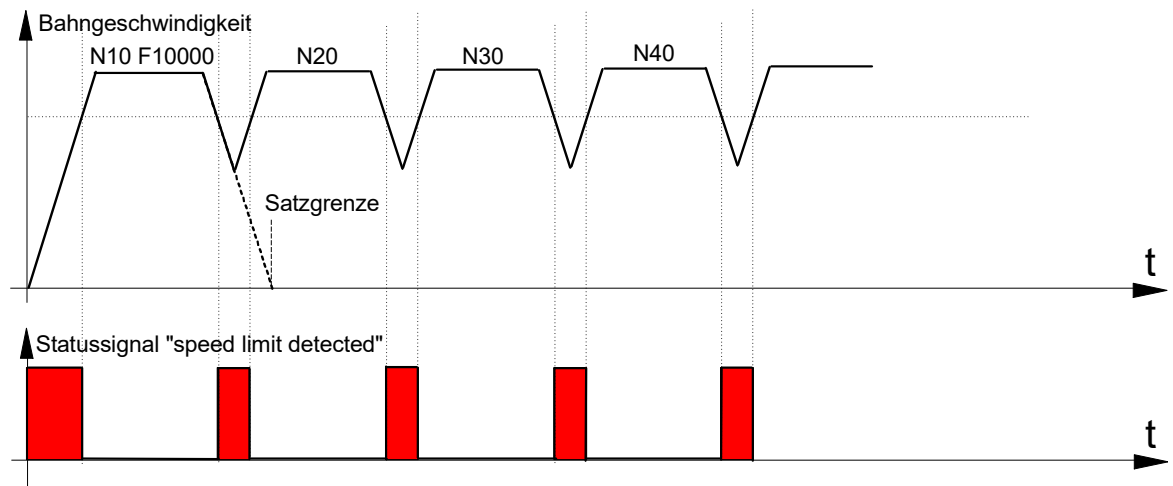 Bahngeschwindigkeit
N10 F10000
N20
N30
N40
Satzgrenze
t
Statussignal "speed limit detected"
t